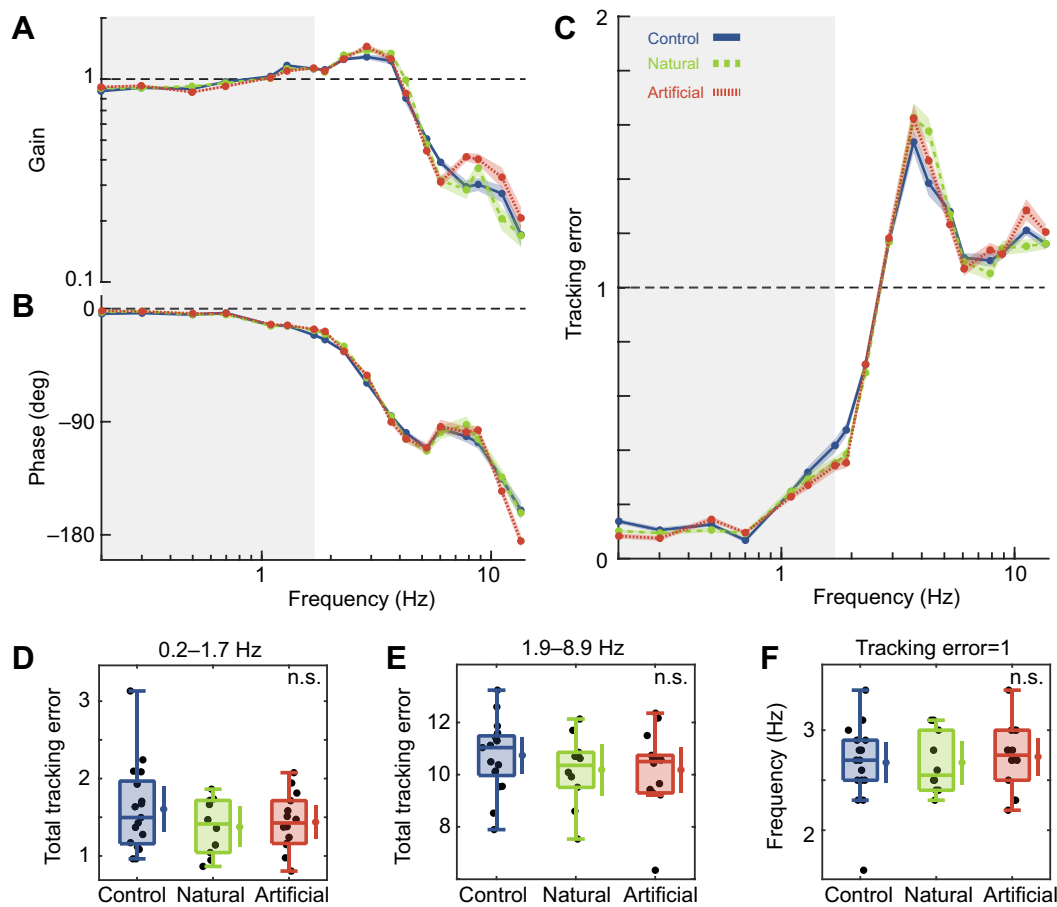 A
Gain
1
0.1
B
Phase (deg)
0
–90
–180
1
10
Frequency (Hz)
C
Tracking error
2
1
0
Control
Natural
Artificial
1
10
Frequency (Hz)
D
0.2–1.7 Hz
n.s.
Total tracking error
3
2
1
Control Natural Artificial
E
1.9–8.9 Hz
n.s.
Total tracking error
12
10
8
Control Natural Artificial
F
Tracking error=1
n.s.
Frequency (Hz)
3
2
Control Natural Artificial